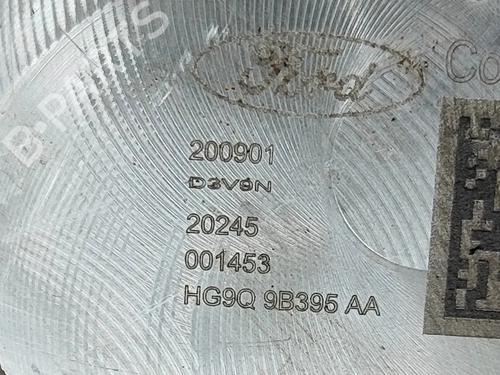 Ford
Co
200901
D3V9N
20245
001453
HG9Q 9B395 AA
B-PARTS